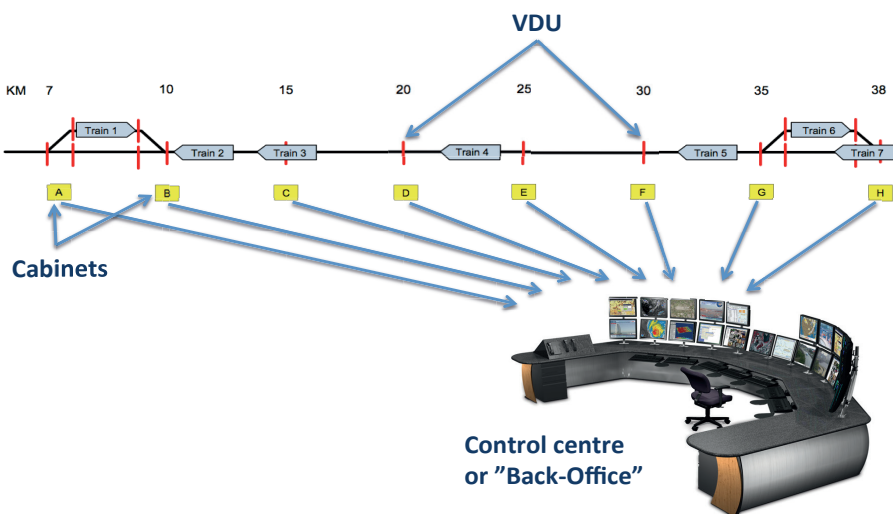 VDU
KM 7 10 15 20 25 30 35 38
Train 1 Train 6
Train 2 Train 3 Train 4 Train 5 Train 7
A B C D E F G H
Cabinets
Control centre
or ”Back-Office”